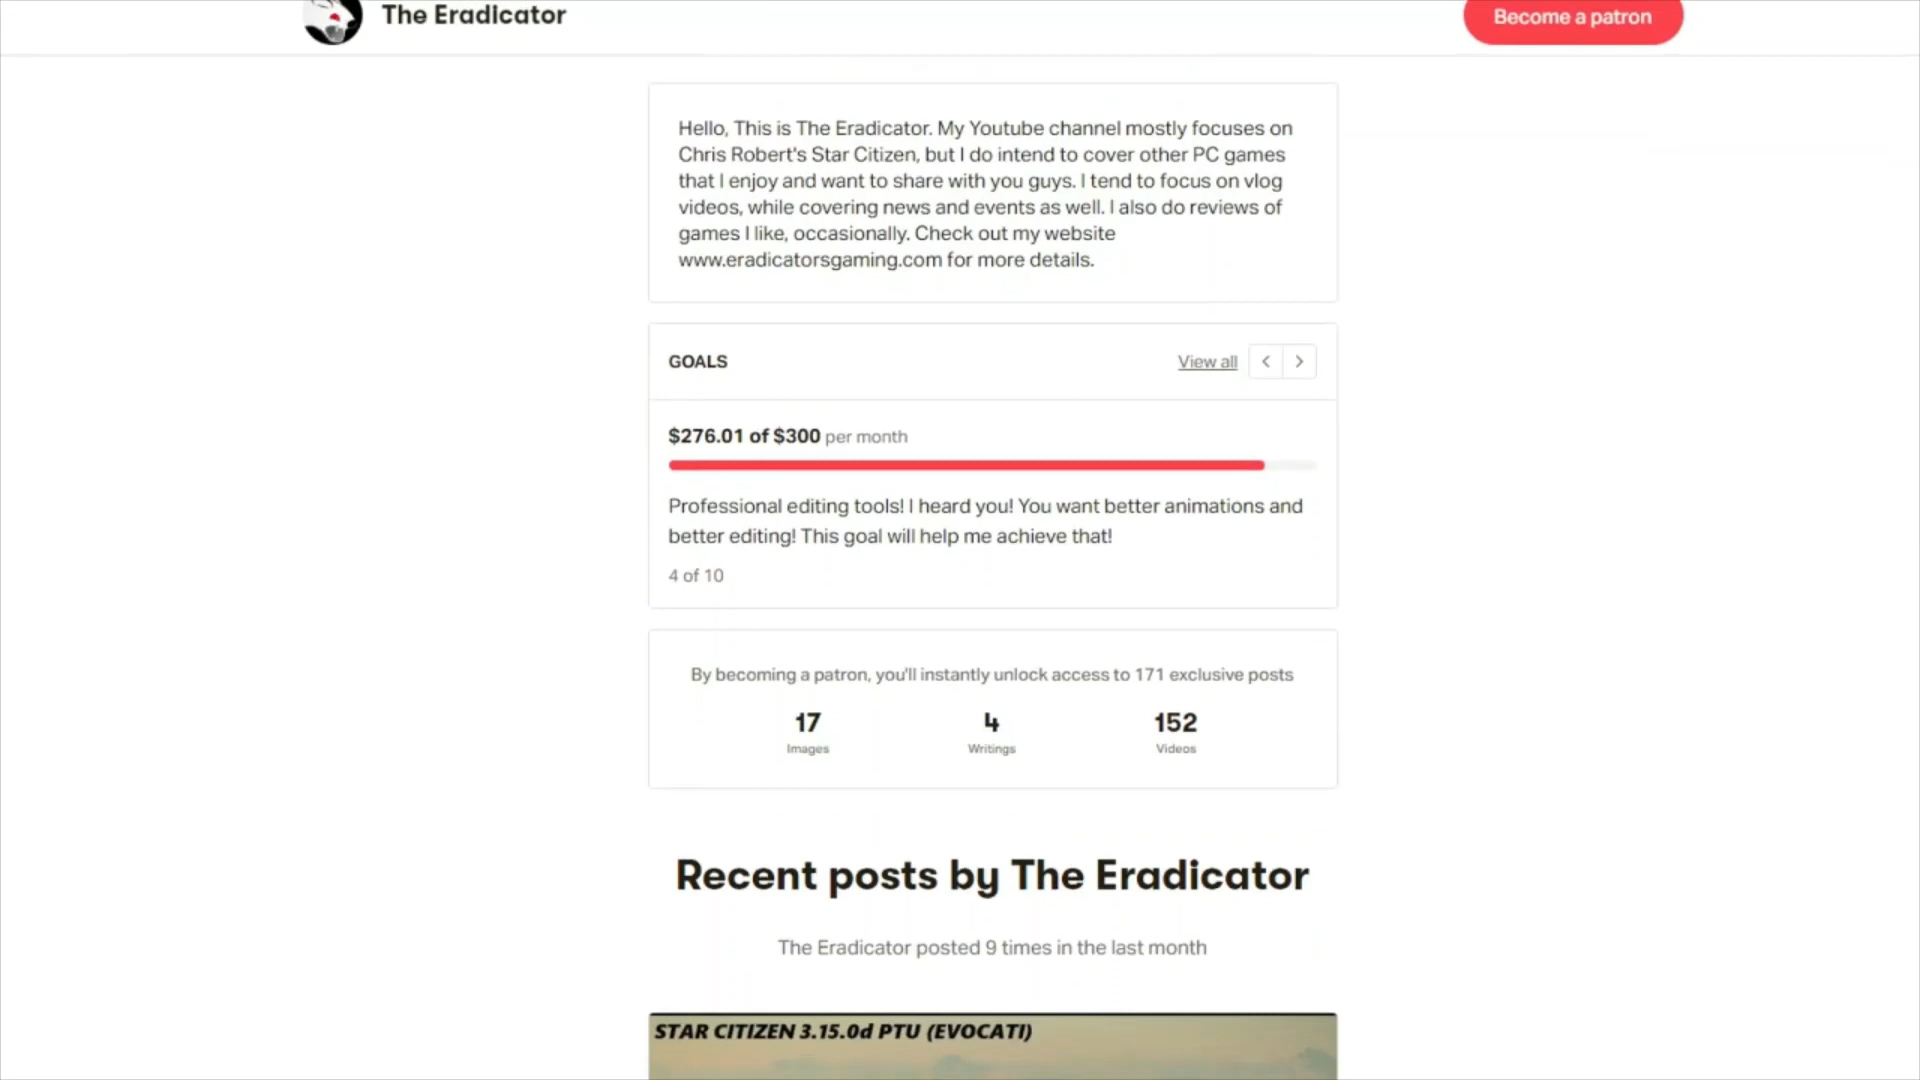 The Eradicator
Become a patron
Hello, This is The Eradicator. My Youtube channel mostly focuses on
Chris Robert's Star Citizen, but I do intend to cover other PC games
that I enjoy and want to share with you guys. I tend to focus on vlog
videos, while covering news and events as well. I also do reviews of
games I like, occasionally. Check out my website
www.eradicatorsgaming.com for more details.
GOALS
View all
$276.01 of $300 per month
Professional editing tools! I heard you! You want better animations and
better editing! This goal will help me achieve that!
4 of 10
By becoming a patron, you'll instantly unlock access to 171 exclusive posts
17 4 152
Images Writings Videos
Recent posts by The Eradicator
The Eradicator posted 9 times in the last month
STAR CITIZEN 3.15.0d PTU (EVOCATI)